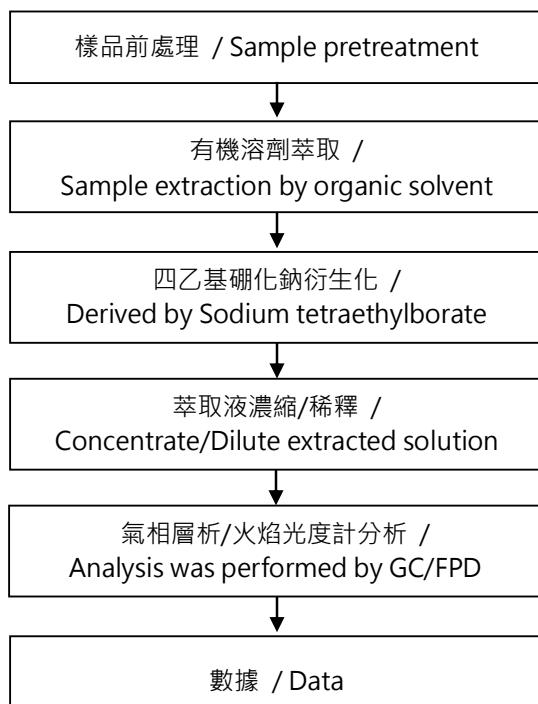 樣品前處理 / Sample pretreatment
有機溶劑萃取 /
Sample extraction by organic solvent
四乙基硼化鈉衍生化 /
Derived by Sodium tetraethylborate
萃取液濃縮/稀釋 /
Concentrate/Dilute extracted solution
氣相層析/火焰光度計分析 /
Analysis was performed by GC/FPD
數據 / Data